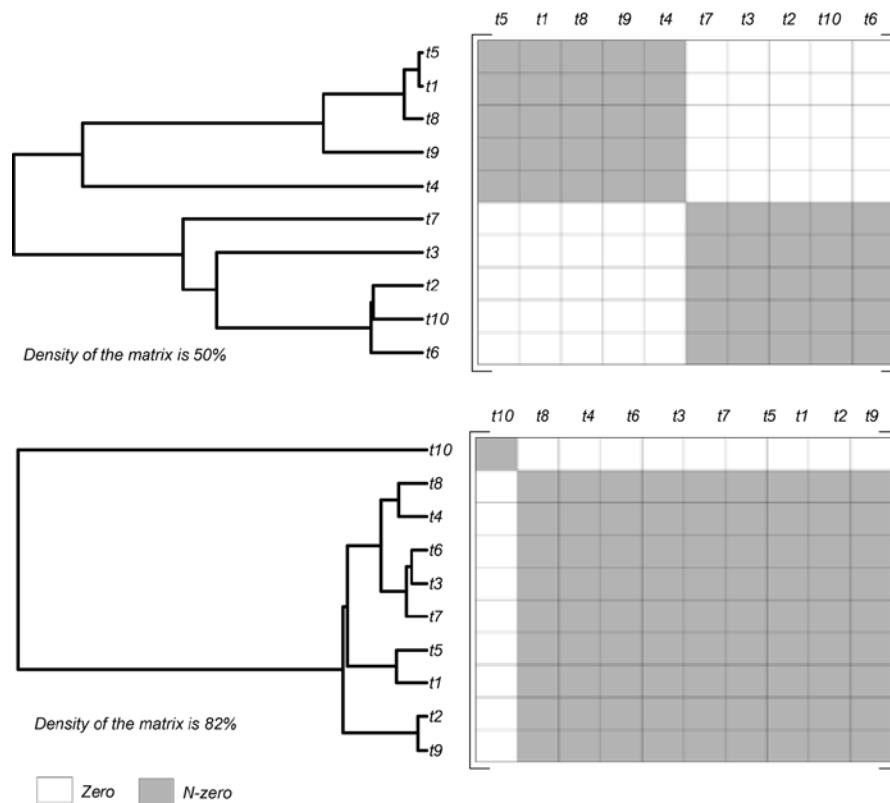 t5 t1 t8 t9 t4 t7 t3 t2 t10 t6
t5
t1
t8
t9
t4
t7
t3
t2
t10
t6
Density of the matrix is 50%
t10 t8 t4 t6 t3 t7 t5 t1 t2 t9
t10
t8
t4
t6
t3
t7
t5
t1
t2
t9
Density of the matrix is 82%
Zero N-zero